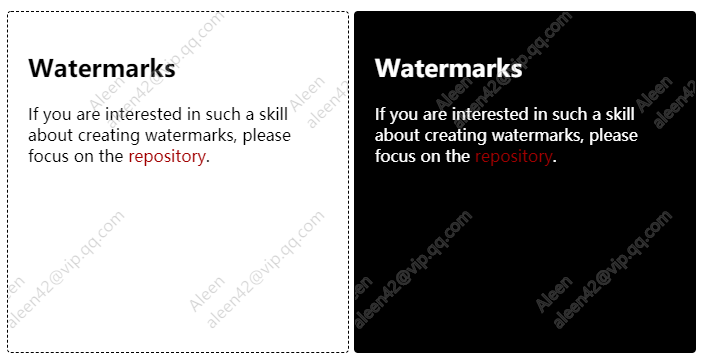 Watermarks
If you are interested in such a skill
about creating watermarks, please
focus on the repository.
Aleen
aleen42@vip.qq.com
Aleen
aleen42@vip.qq.com
Aleen
aleen42@vip.qq.com
Watermarks
If you are interested in such a skill
about creating watermarks, please
focus on the repository.
Aleen
aleen42@vip.qq.com
Aleen
aleen42@vip.qq.com
Aleen
aleen42@vip.qq.com